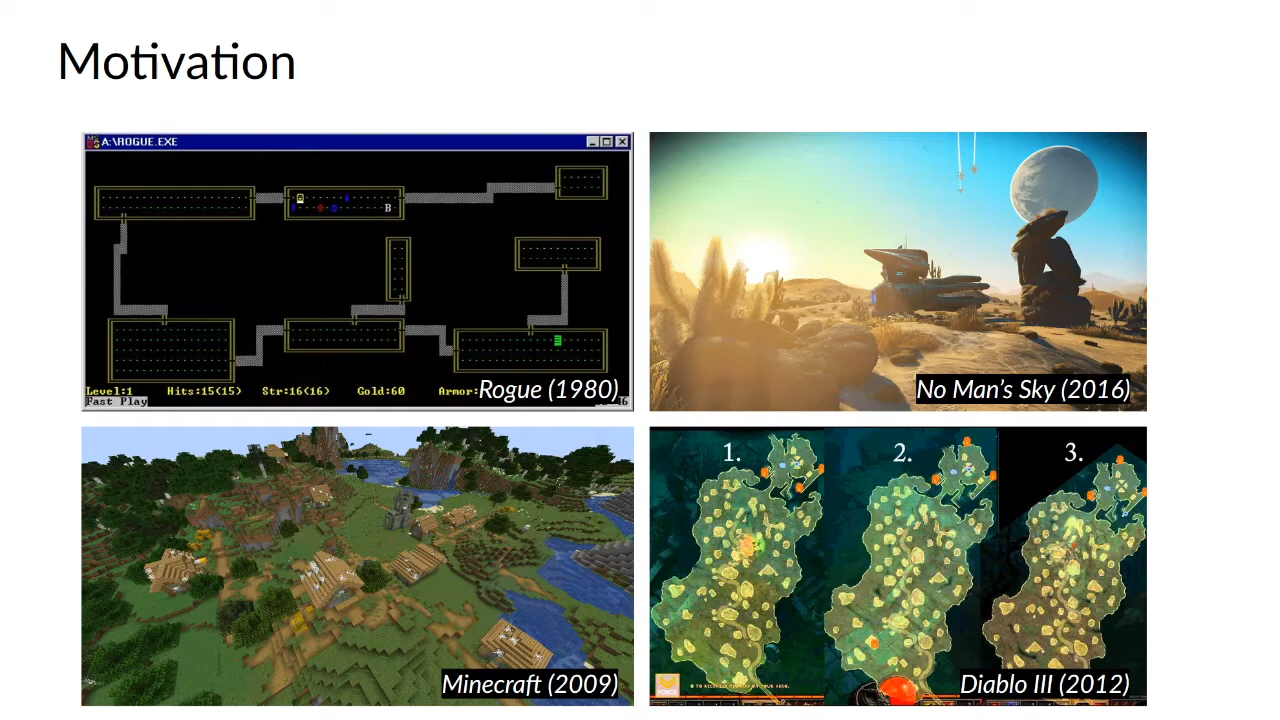 Motivation
A:\ROGUE.EXE
B
Level:1 Hits:15(15) Str:16(16) Gold:60 Armor:
Fast Play
Rogue (1980)
No Man's Sky (2016)
1. 2. 3.
Minecraft (2009)
Diablo III (2012)